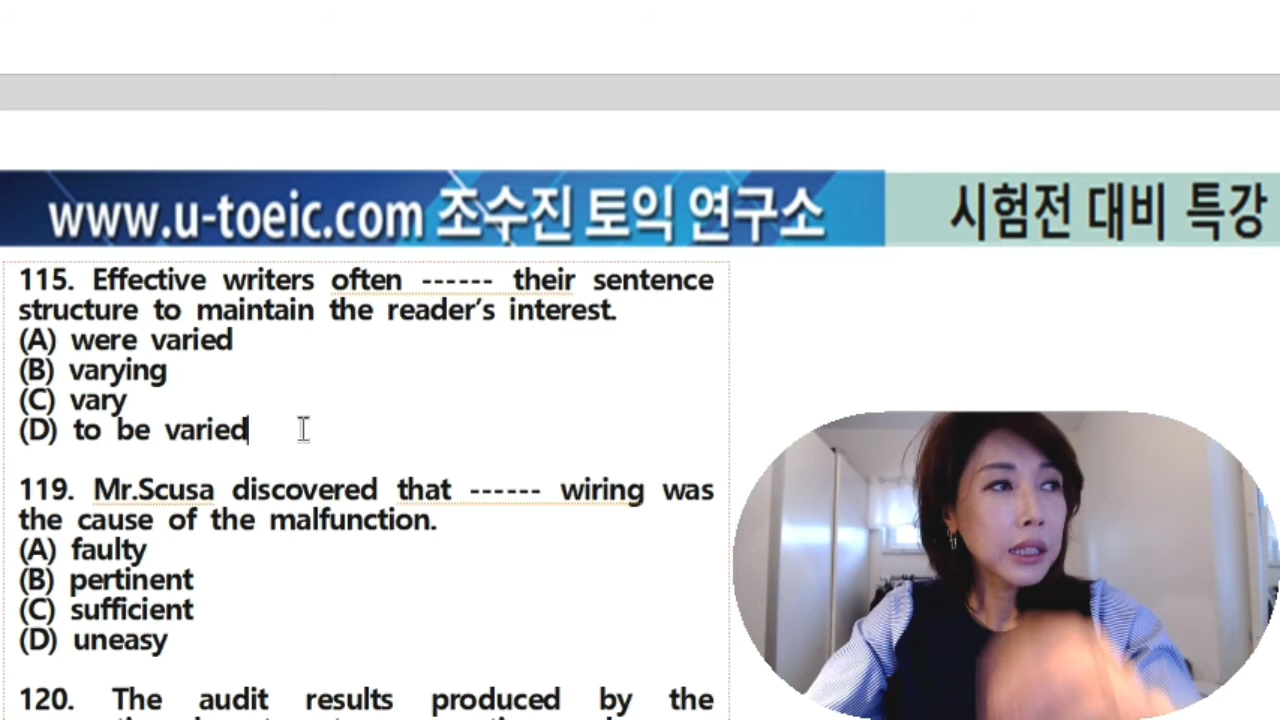 www.u-toeic.com 조수진 토익 연구소
시험전 대비 특강
115. Effective writers often ------ their sentence
structure to maintain the reader's interest.
(A) were varied
(B) varying
(C) vary
(D) to be varied
119. Mr.Scusa discovered that ------ wiring was
the cause of the malfunction.
(A) faulty
(B) pertinent
(C) sufficient
(D) uneasy
120. The audit results produced by the